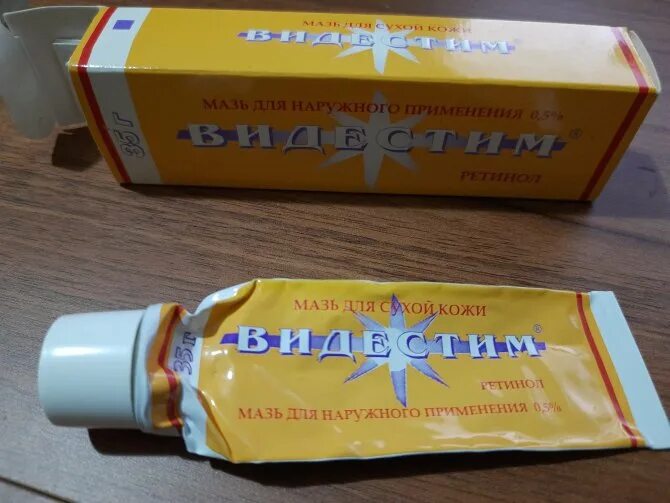 МАЗЬ ДЛЯ СУХОЙ КОЖИ
ВИДЕСТИМ
35 г
МАЗЬ ДЛЯ НАРУЖНОГО ПРИМЕНЕНИЯ 0,5%
ВИДЕСТИМ®
РЕТИНОЛ
МАЗЬ ДЛЯ СУХОЙ КОЖИ
35 г
ВИДЕСТИМ®
РЕТИНОЛ
МАЗЬ ДЛЯ НАРУЖНОГО ПРИМЕНЕНИЯ 0,5%